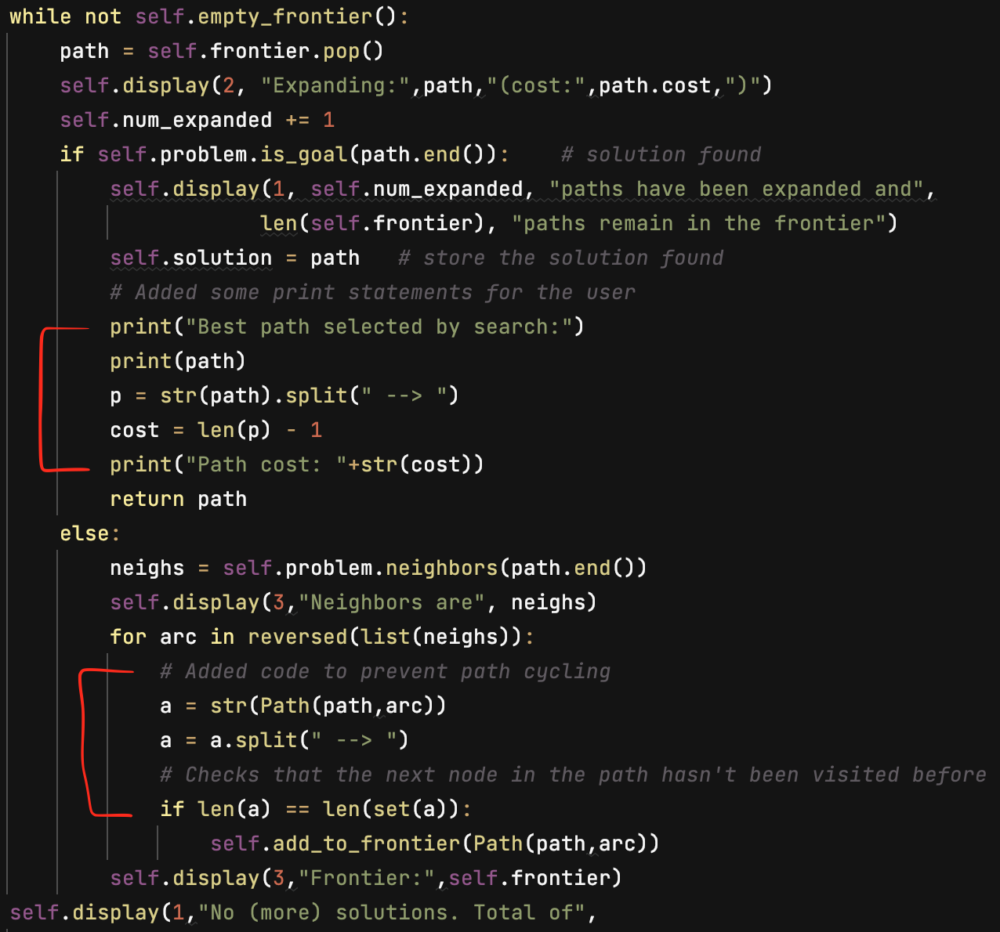 while not self.empty_frontier():
    path = self.frontier.pop()
    self.display(2, "Expanding:",path,"(cost:",path.cost,")")
    self.num_expanded += 1
    if self.problem.is_goal(path.end()):    # solution found
        self.display(1, self.num_expanded, "paths have been expanded and",
                    len(self.frontier), "paths remain in the frontier")
        self.solution = path   # store the solution found
        # Added some print statements for the user
        print("Best path selected by search:")
        print(path)
        p = str(path).split(" --> ")
        cost = len(p) - 1
        print("Path cost: "+str(cost))
        return path
    else:
        neighs = self.problem.neighbors(path.end())
        self.display(3,"Neighbors are", neighs)
        for arc in reversed(list(neighs)):
            # Added code to prevent path cycling
            a = str(Path(path,arc))
            a = a.split(" --> ")
            # Checks that the next node in the path hasn't been visited before
            if len(a) == len(set(a)):
                self.add_to_frontier(Path(path,arc))
        self.display(3,"Frontier:",self.frontier)
self.display(1,"No (more) solutions. Total of",